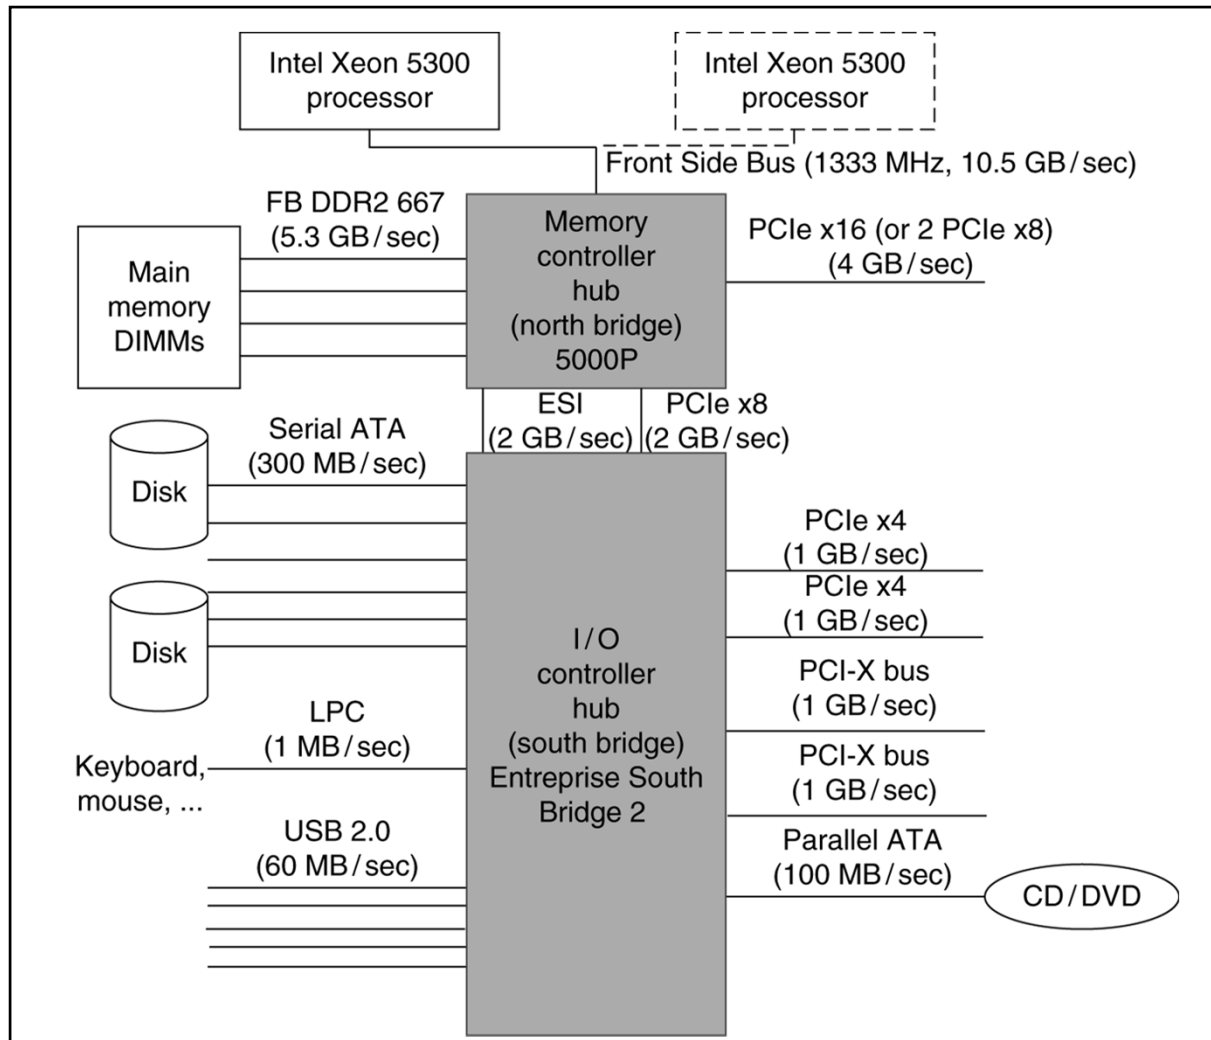 Intel Xeon 5300
processor
Intel Xeon 5300
processor
Front Side Bus (1333 MHz, 10.5 GB/sec)
FB DDR2 667
(5.3 GB/sec)
Main
memory
DIMMs
Memory
controller
hub
(north bridge)
5000P
PCIe x16 (or 2 PCIe x8)
(4 GB/sec)
ESI
(2 GB/sec)
PCIe x8
(2 GB/sec)
Serial ATA
(300 MB/sec)
Disk
Disk
LPC
(1 MB/sec)
Keyboard,
mouse, ...
USB 2.0
(60 MB/sec)
I/O
controller
hub
(south bridge)
Entreprise South
Bridge 2
PCIe x4
(1 GB/sec)
PCIe x4
(1 GB/sec)
PCI-X bus
(1 GB/sec)
PCI-X bus
(1 GB/sec)
Parallel ATA
(100 MB/sec)
CD/DVD